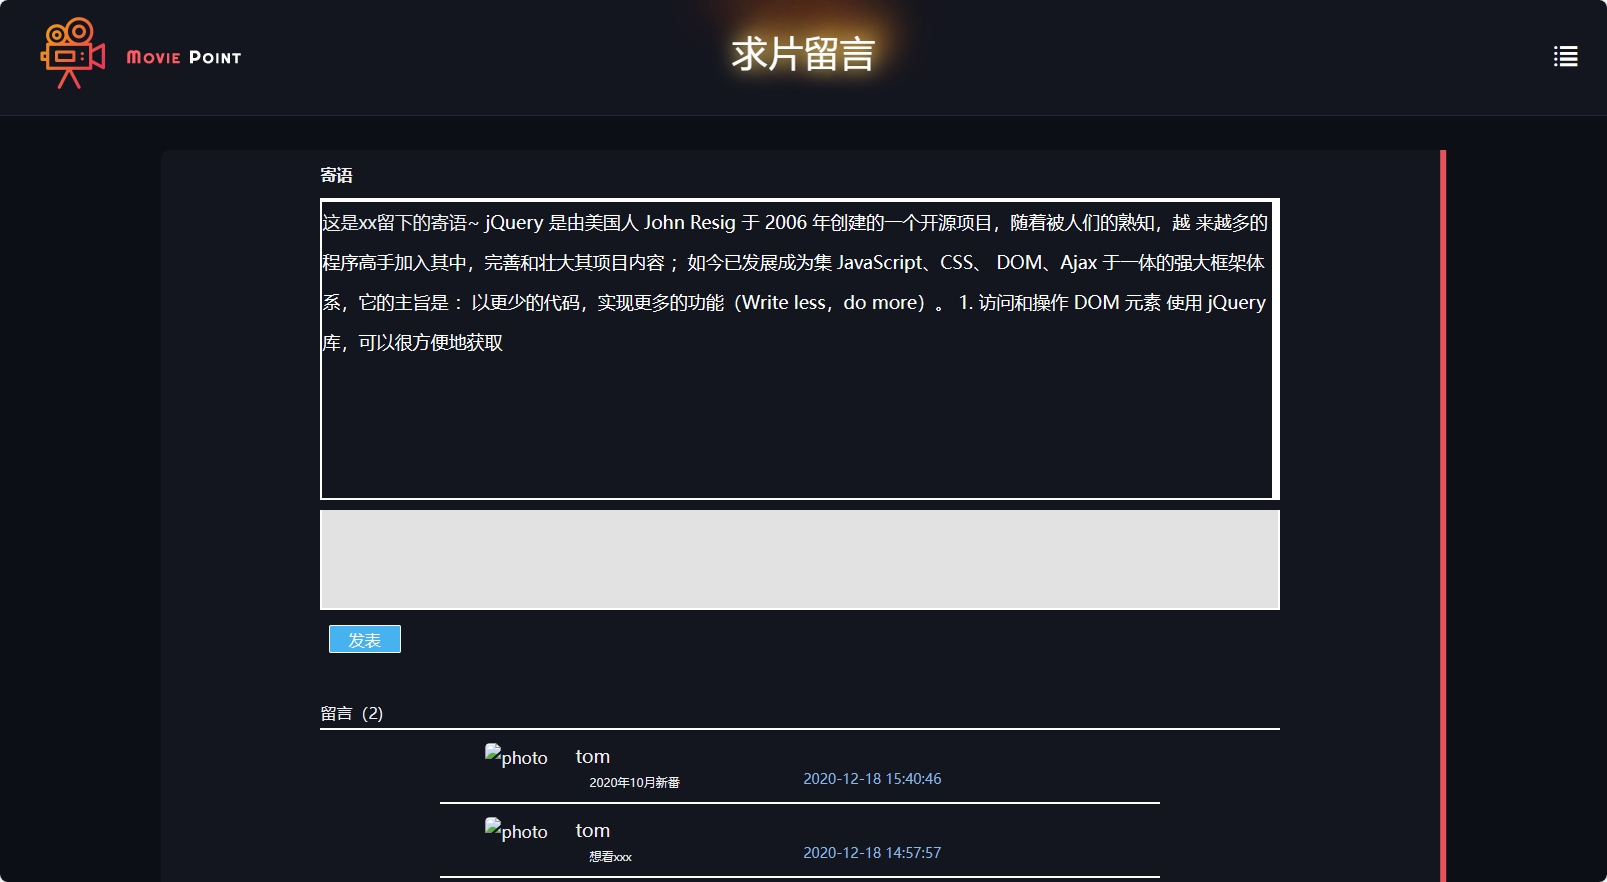 Movie Point
求片留言
寄语
这是xx留下的寄语~ jQuery 是由美国人 John Resig 于 2006 年创建的一个开源项目，随着被人们的熟知，越 来越多的
程序高手加入其中，完善和壮大其项目内容； 如今已发展成为集 JavaScript、CSS、 DOM、Ajax 于一体的强大框架体
系，它的主旨是： 以更少的代码，实现更多的功能（Write less，do more）。 1. 访问和操作 DOM 元素 使用 jQuery
库，可以很方便地获取
发表
留言（2)
photo
tom
2020年10月新番
2020-12-18 15:40:46
photo
tom
想看xxx
2020-12-18 14:57:57